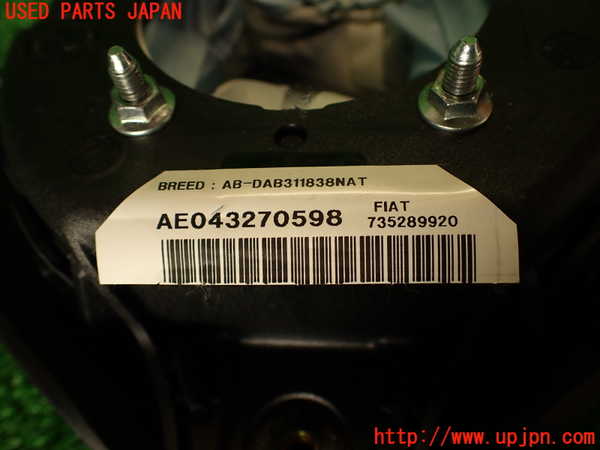 USED PARTS JAPAN
BREED : AB-DAB311838NAT
AE043270598
FIAT
735289920
http://www.upjpn.com/